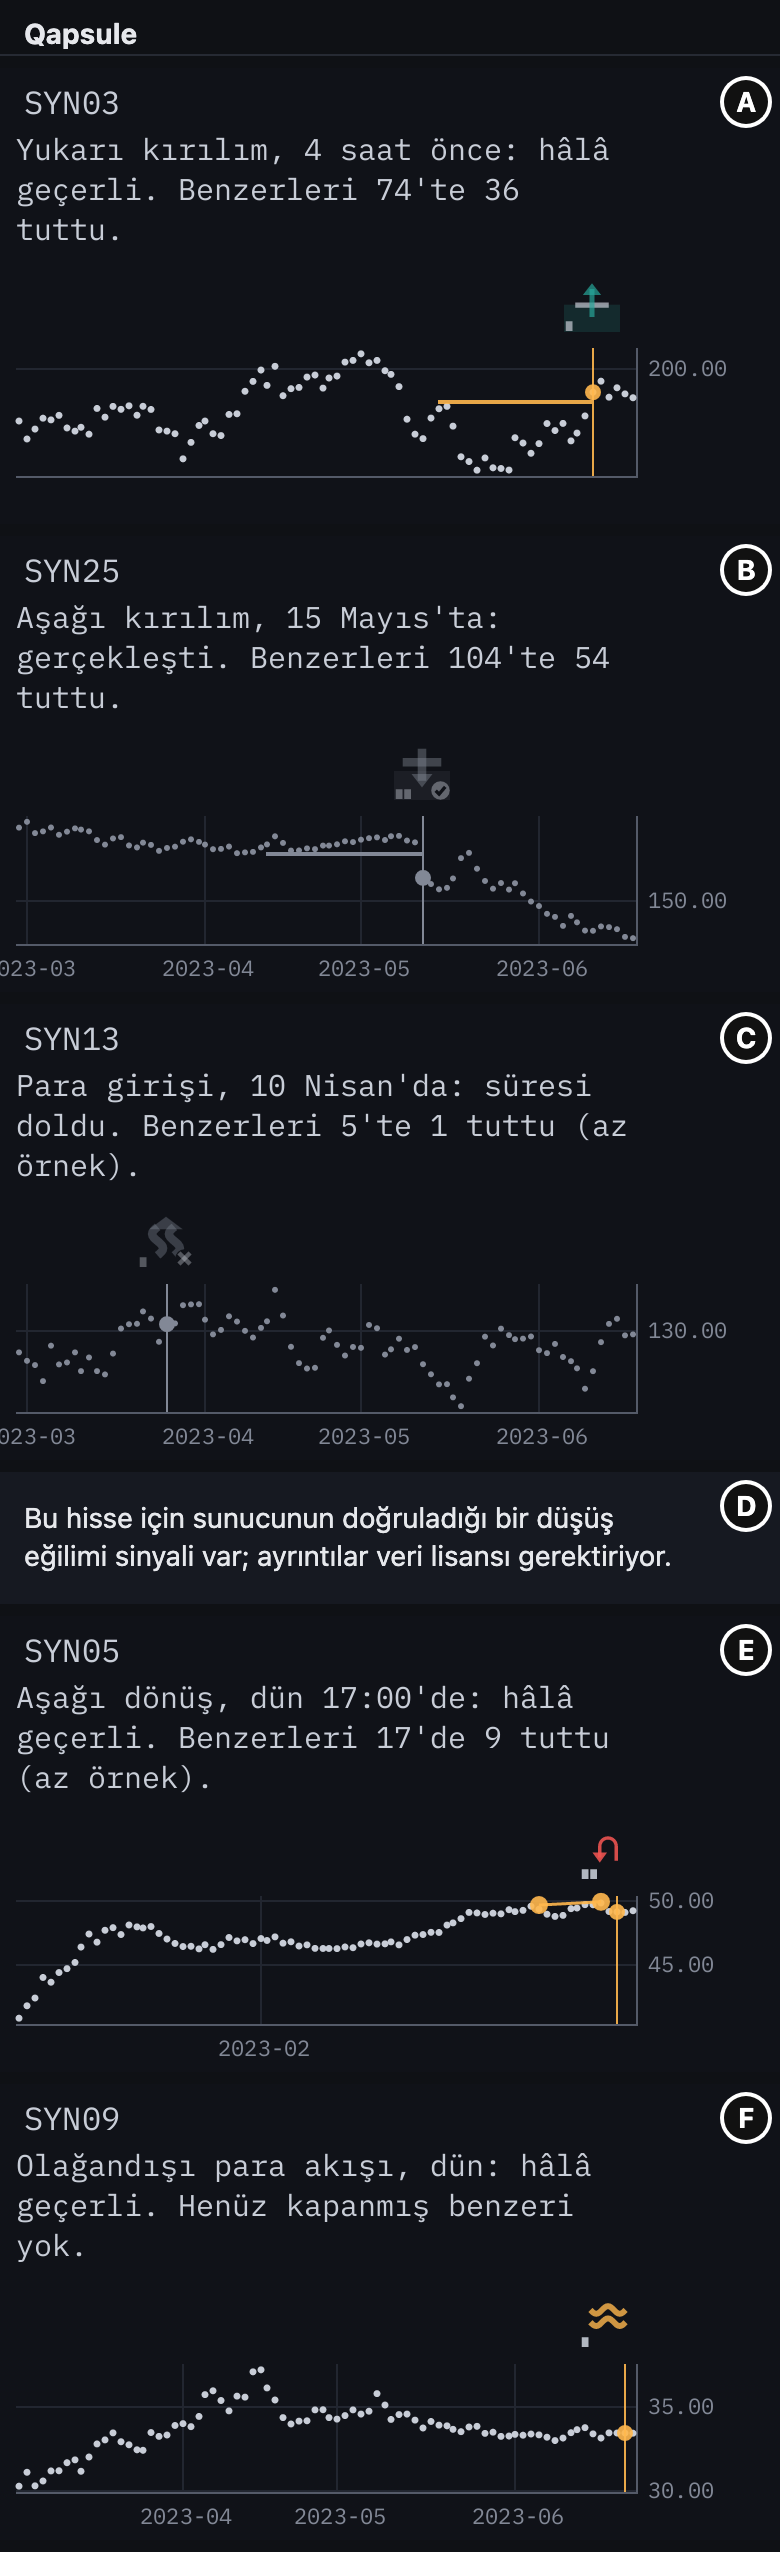 Qapsule
SYN03
A
Yukarı kırılım, 4 saat önce: hâlâ
geçerli. Benzerleri 74'te 36
tuttu.
200.00
SYN25
B
Aşağı kırılım, 15 Mayıs'ta:
gerçekleşti. Benzerleri 104'te 54
tuttu.
150.00
023-03 2023-04 2023-05 2023-06
SYN13
C
Para girişi, 10 Nisan'da: süresi
doldu. Benzerleri 5'te 1 tuttu (az
örnek).
130.00
023-03 2023-04 2023-05 2023-06
D
Bu hisse için sunucunun doğruladığı bir düşüş
eğilimi sinyali var; ayrıntılar veri lisansı gerektiriyor.
SYN05
E
Aşağı dönüş, dün 17:00'de: hâlâ
geçerli. Benzerleri 17'de 9 tuttu
(az örnek).
50.00
45.00
2023-02
SYN09
F
Olağandışı para akışı, dün: hâlâ
geçerli. Henüz kapanmış benzeri
yok.
35.00
30.00
2023-04 2023-05 2023-06